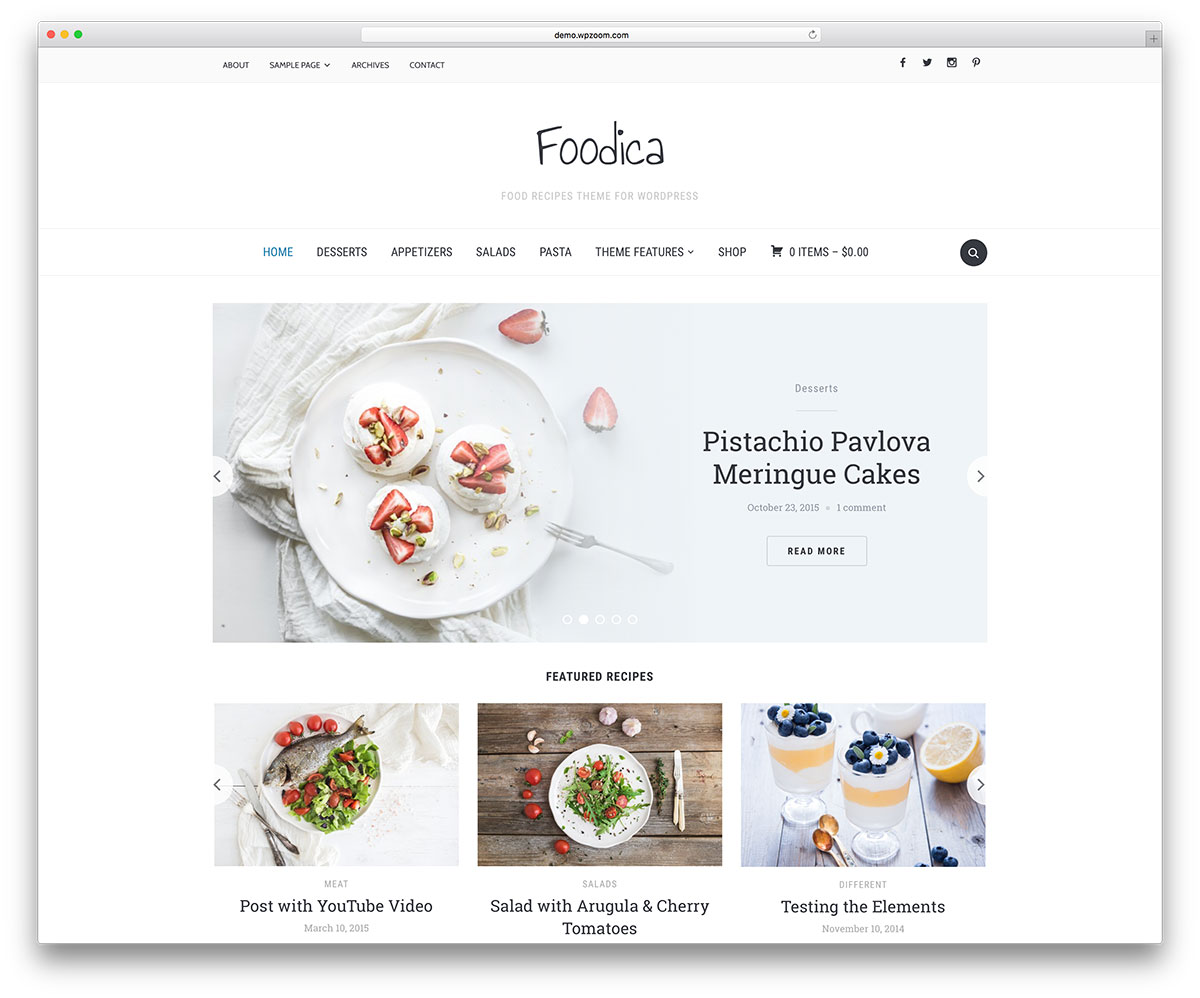 demo.wpzoom.com
ABOUT SAMPLE PAGE ARCHIVES CONTACT
Foodica
FOOD RECIPES THEME FOR WORDPRESS
HOME DESSERTS APPETIZERS SALADS PASTA THEME FEATURES SHOP 0 ITEMS – $0.00
Desserts
Pistachio Pavlova
Meringue Cakes
October 23, 2015 1 comment
READ MORE
FEATURED RECIPES
MEAT
Post with YouTube Video
March 10, 2015
SALADS
Salad with Arugula & Cherry
Tomatoes
DIFFERENT
Testing the Elements
November 10, 2014